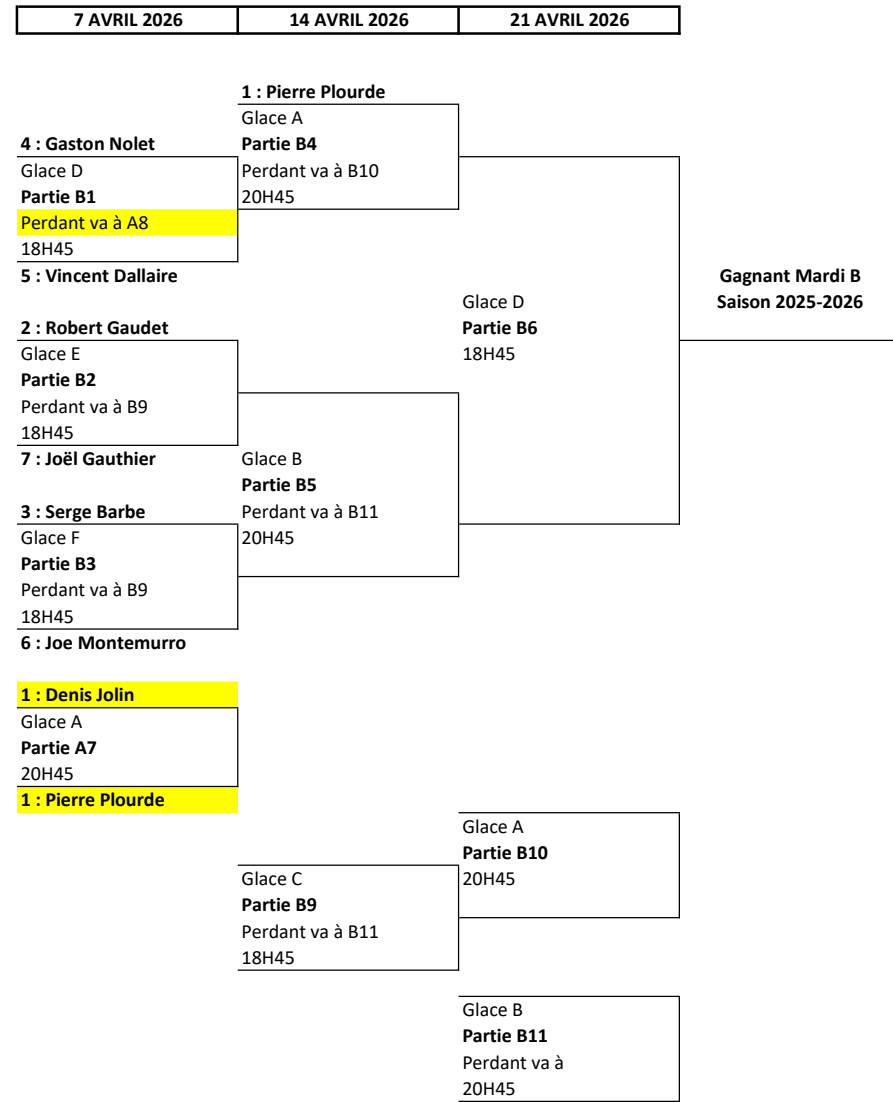 7 AVRIL 2026
14 AVRIL 2026
21 AVRIL 2026
1 : Pierre Plourde
Glace A
4 : Gaston Nolet
Partie B4
Glace D
Perdant va à B10
Partie B1
20H45
Perdant va à A8
18H45
5 : Vincent Dallaire
Gagnant Mardi B
Glace D
Saison 2025-2026
2 : Robert Gaudet
Partie B6
Glace E
18H45
Partie B2
Perdant va à B9
18H45
7 : Joël Gauthier
Glace B
Partie B5
3 : Serge Barbe
Perdant va à B11
Glace F
20H45
Partie B3
Perdant va à B9
18H45
6 : Joe Montemurro
1 : Denis Jolin
Glace A
Partie A7
20H45
1 : Pierre Plourde
Glace A
Partie B10
Glace C
20H45
Partie B9
Perdant va à B11
18H45
Glace B
Partie B11
Perdant va à
20H45